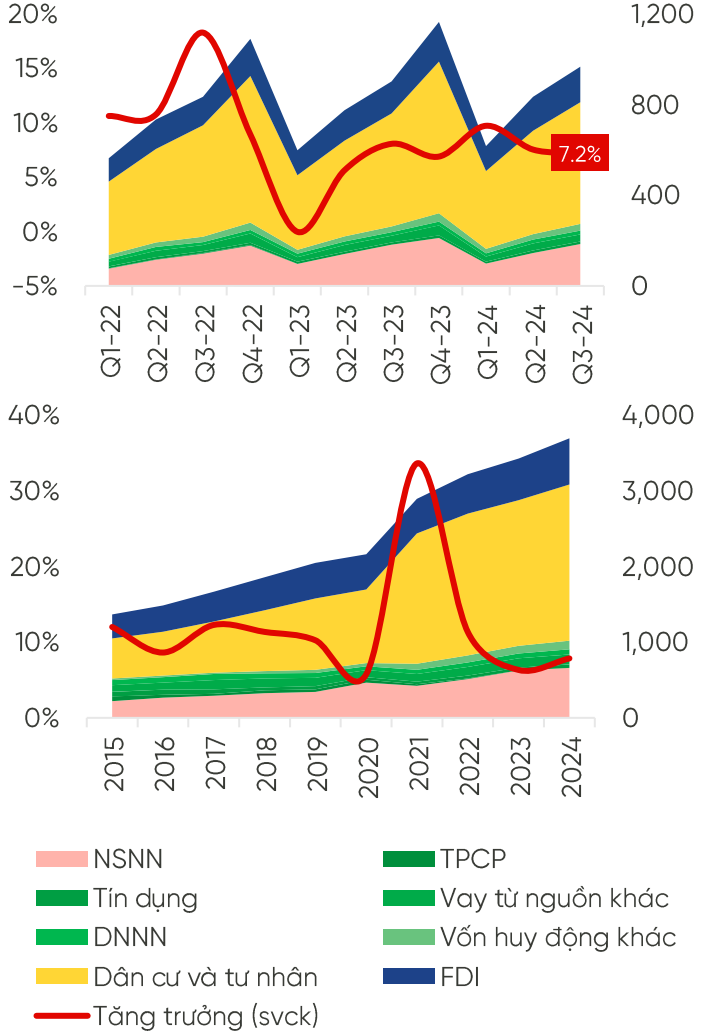 20%
1,200
15%
10%
800
5%
7.2%
400
0%
−5%
0
Q1−22
Q2−22
Q3−22
Q4−22
Q1−23
Q2−23
Q3−23
Q4−23
Q1−24
Q2−24
Q3−24
40%
4,000
30%
3,000
20%
2,000
10%
1,000
0%
0
2015
2016
2017
2018
2019
2020
2021
2022
2023
2024
NSNN
TPCP
Tín dụng
Vay từ nguồn khác
DNNN
Vốn huy động khác
Dân cư và tư nhân
FDI
Tăng trưởng (svck)